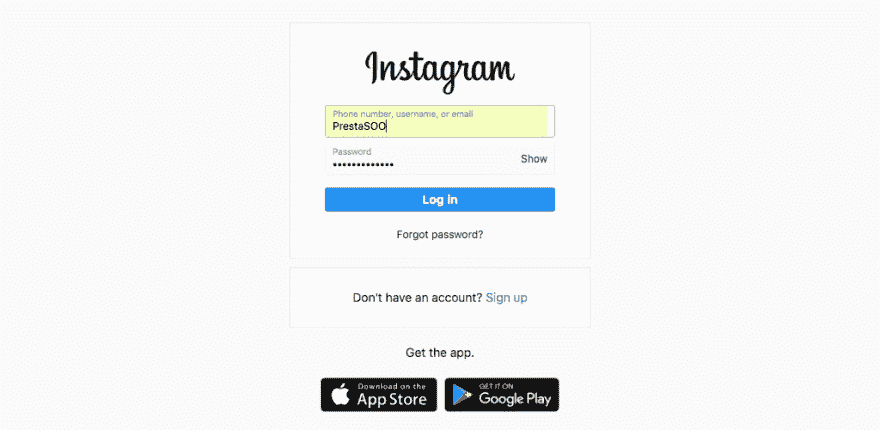 Instagram
Phone number, username, or email
PrestaSOO
Password
•••••••••••••
Show
Log in
Forgot password?
Don't have an account? Sign up
Get the app.
Download on the
App Store
GET IT ON
Google Play